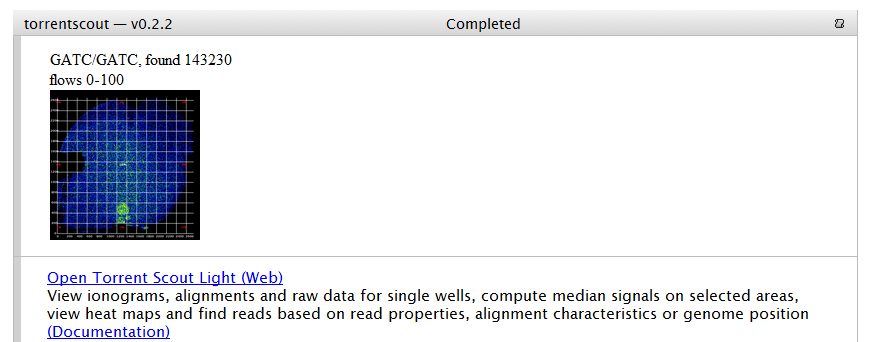 torrentscout — v0.2.2 Completed
GATC/GATC, found 143230
flows 0-100
Open Torrent Scout Light (Web)
View ionograms, alignments and raw data for single wells, compute median signals on selected areas,
view heat maps and find reads based on read properties, alignment characteristics or genome position
(Documentation)